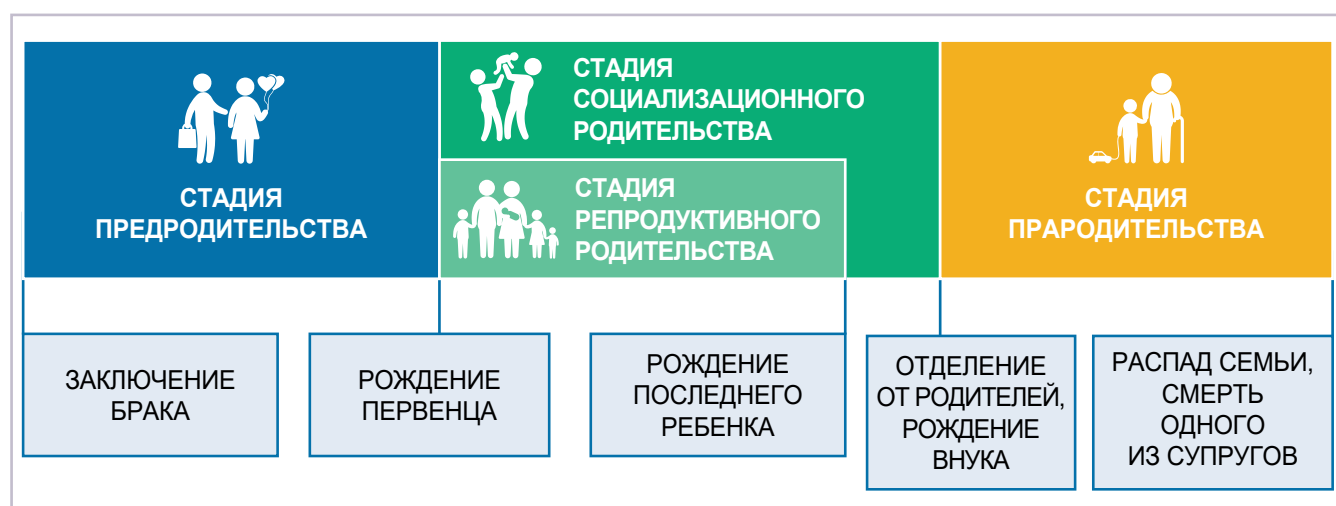 СТАДИЯ
ПРЕДРОДИТЕЛЬСТВА
СТАДИЯ
СОЦИАЛИЗАЦИОННОГО
РОДИТЕЛЬСТВА
СТАДИЯ
РЕПРОДУКТИВНОГО
РОДИТЕЛЬСТВА
СТАДИЯ
ПРАРОДИТЕЛЬСТВА
ЗАКЛЮЧЕНИЕ
БРАКА
РОЖДЕНИЕ
ПЕРВЕНЦА
РОЖДЕНИЕ
ПОСЛЕДНЕГО
РЕБЕНКА
ОТДЕЛЕНИЕ
ОТ РОДИТЕЛЕЙ,
РОЖДЕНИЕ
ВНУКА
РАСПАД СЕМЬИ,
СМЕРТЬ
ОДНОГО
ИЗ СУПРУГОВ